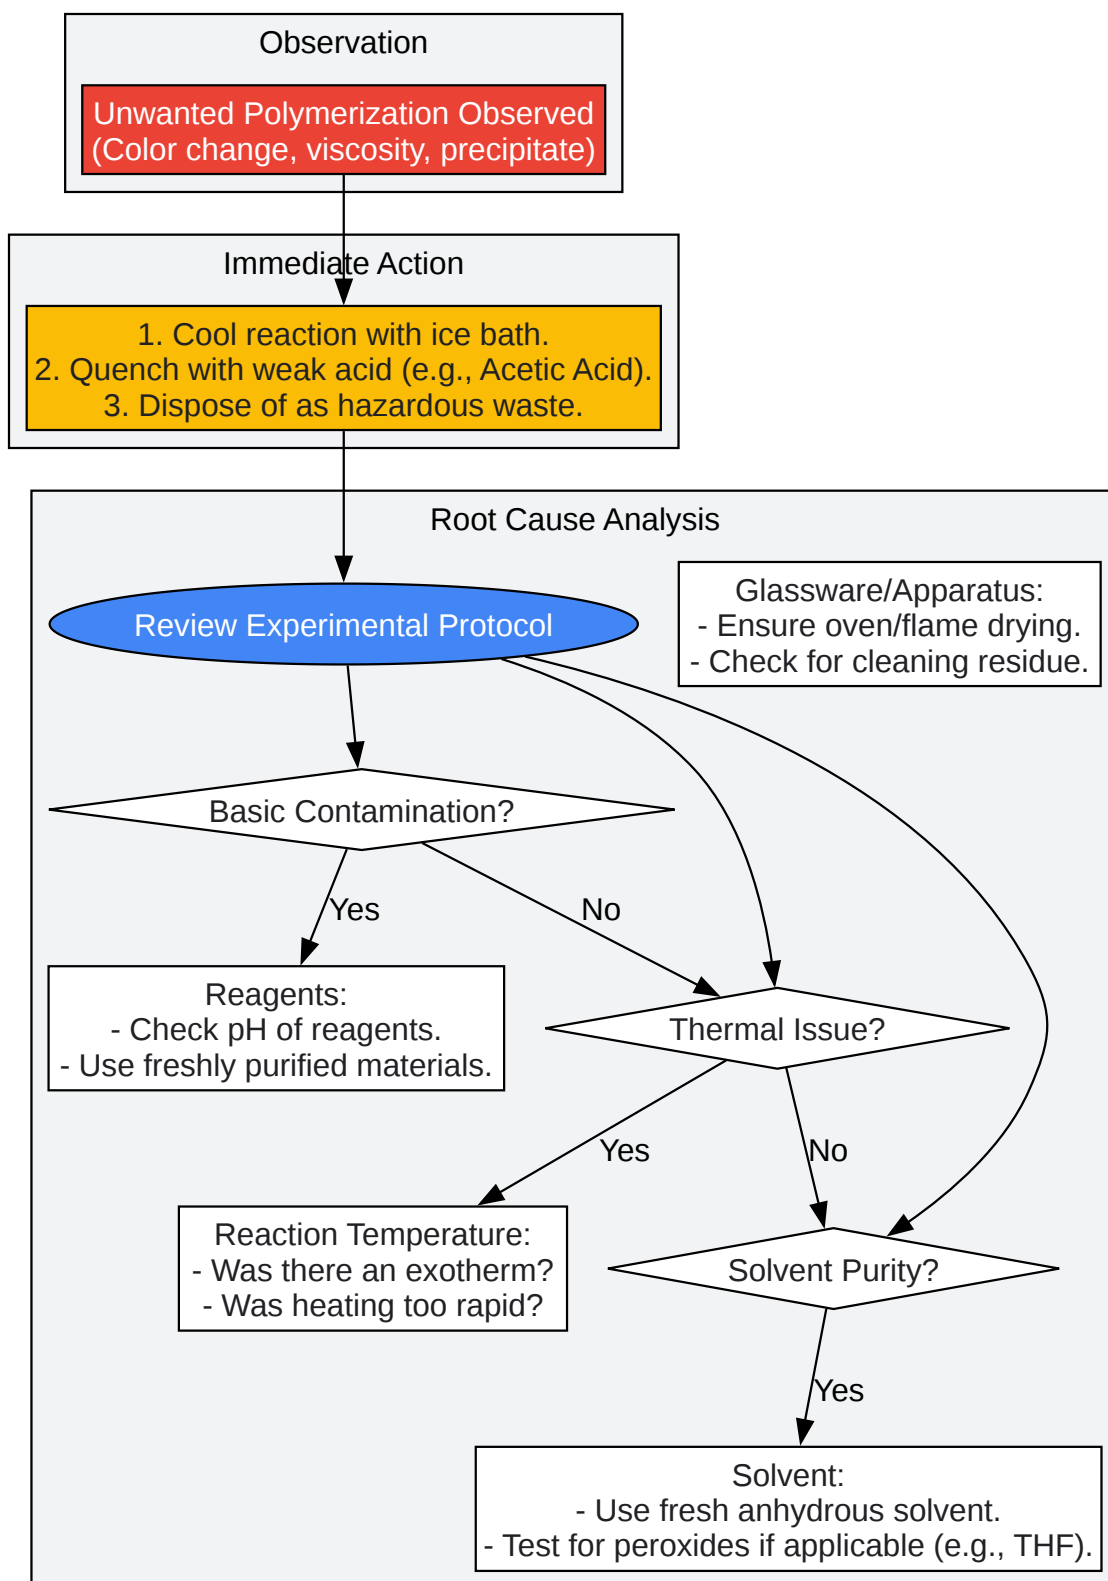 Observation
Unwanted Polymerization Observed
(Color change, viscosity, precipitate)
Immediate Action
1. Cool reaction with ice bath.
2. Quench with weak acid (e.g., Acetic Acid).
3. Dispose of as hazardous waste.
Root Cause Analysis
Review Experimental Protocol
Glassware/Apparatus:
- Ensure oven/flame drying.
- Check for cleaning residue.
Basic Contamination?
Yes
No
Reagents:
- Check pH of reagents.
- Use freshly purified materials.
Thermal Issue?
Yes
No
Reaction Temperature:
- Was there an exotherm?
- Was heating too rapid?
Solvent Purity?
Yes
Solvent:
- Use fresh anhydrous solvent.
- Test for peroxides if applicable (e.g., THF).